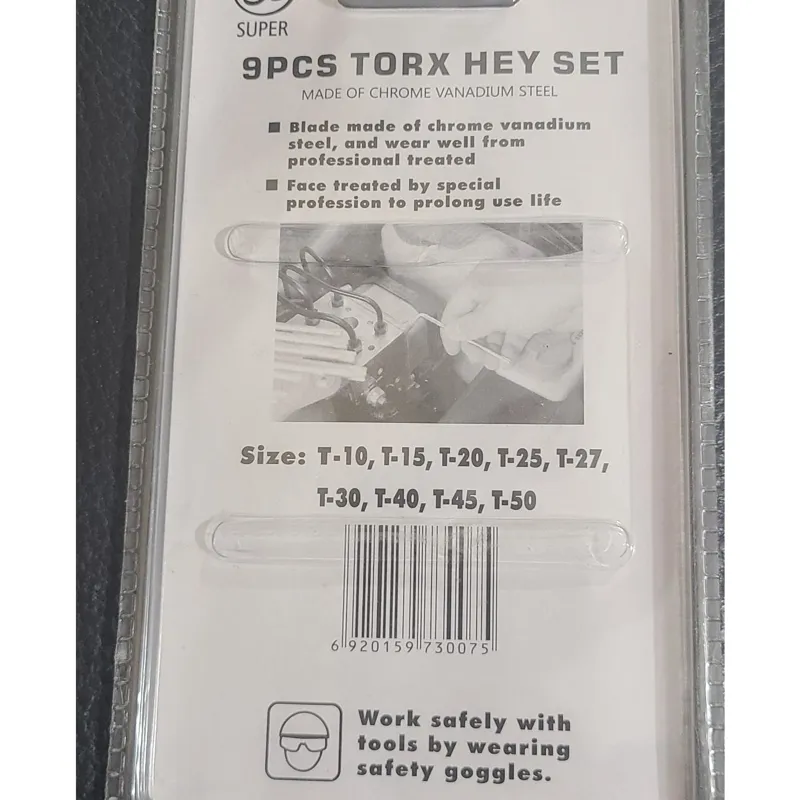 SUPER
9PCS TORX HEY SET
MADE OF CHROME VANADIUM STEEL
■ Blade made of chrome vanadium
steel, and wear well from
professional treated
■ Face treated by special
profession to prolong use life
Size: T-10, T-15, T-20, T-25, T-27,
T-30, T-40, T-45, T-50
6 920159 730075
Work safely with
tools by wearing
safety goggles.